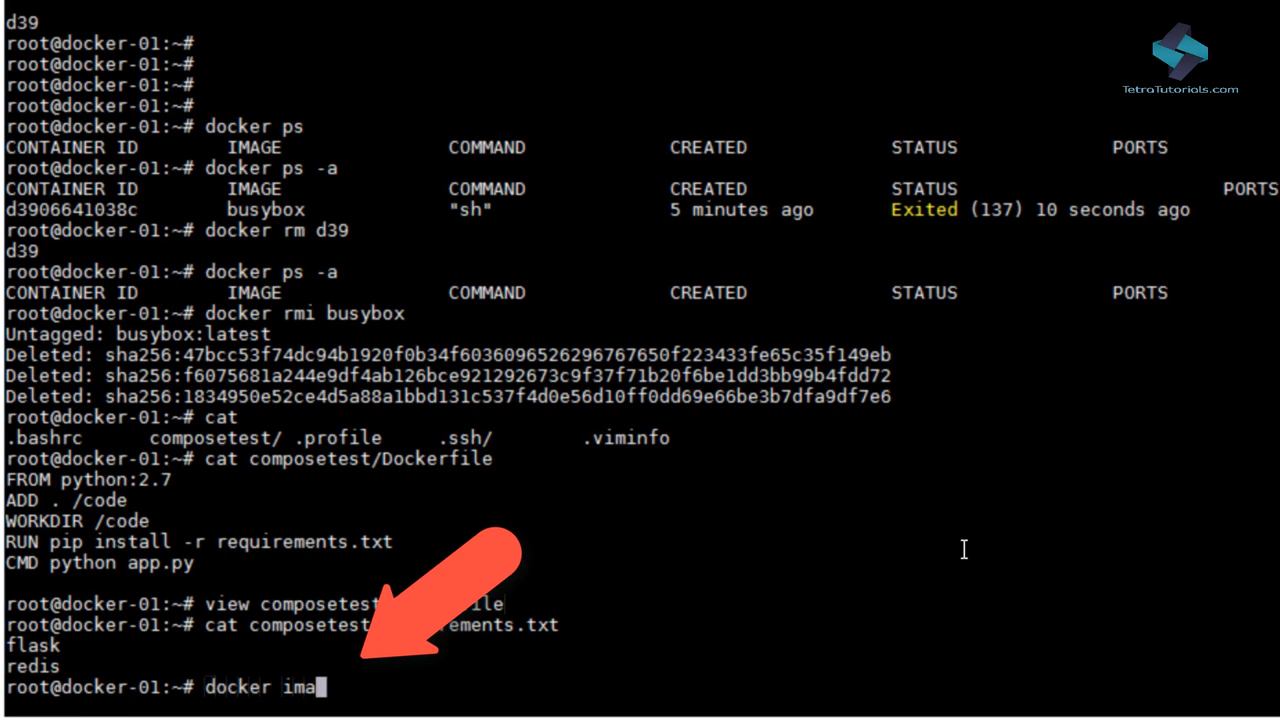 d39
root@docker-01:~#
root@docker-01:~#
root@docker-01:~#
root@docker-01:~#
TetraTutorials.com
root@docker-01:~# docker ps
CONTAINER ID IMAGE COMMAND CREATED STATUS PORTS
root@docker-01:~# docker ps -a
CONTAINER ID IMAGE COMMAND CREATED STATUS PORTS
d3906641038c busybox "sh" 5 minutes ago Exited (137) 10 seconds ago
root@docker-01:~# docker rm d39
d39
root@docker-01:~# docker ps -a
CONTAINER ID IMAGE COMMAND CREATED STATUS PORTS
root@docker-01:~# docker rmi busybox
Untagged: busybox:latest
Deleted: sha256:47bcc53f74dc94b1920f0b34f6036096526296767650f223433fe65c35f149eb
Deleted: sha256:f6075681a244e9df4ab126bce921292673c9f37f71b20f6be1dd3bb99b4fdd72
Deleted: sha256:1834950e52ce4d5a88a1bbd131c537f4d0e56d10ff0dd69e66be3b7dfa9df7e6
root@docker-01:~# cat
.bashrc composetest/ .profile .ssh/ .viminfo
root@docker-01:~# cat composetest/Dockerfile
FROM python:2.7
ADD . /code
WORKDIR /code
RUN pip install -r requirements.txt
CMD python app.py
root@docker-01:~# view composetest ile
root@docker-01:~# cat composetest ements.txt
flask
redis
root@docker-01:~# docker ima